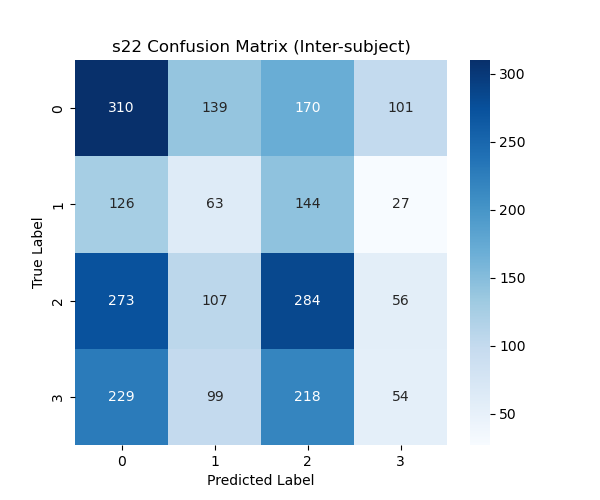 s22 Confusion Matrix (Inter-subject)
0 310 139 170 101
1 126 63 144 27
2 273 107 284 56
3 229 99 218 54
0 1 2 3
True Label
Predicted Label
300
250
200
150
100
50